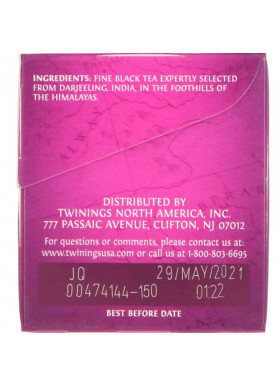 INGREDIENTS: FINE BLACK TEA EXPERTLY SELECTED
FROM DARJEELING, INDIA, IN THE FOOTHILLS OF
THE HIMALAYAS.
DISTRIBUTED BY
TWININGS NORTH AMERICA, INC.
777 PASSAIC AVENUE, CLIFTON, NJ 07012
For questions or comments, please contact us at
www.twiningsusa.com or call us at 1-800-803-6695
JQ 29/MAY/2021
00474144-150 01:22
BEST BEFORE DATE